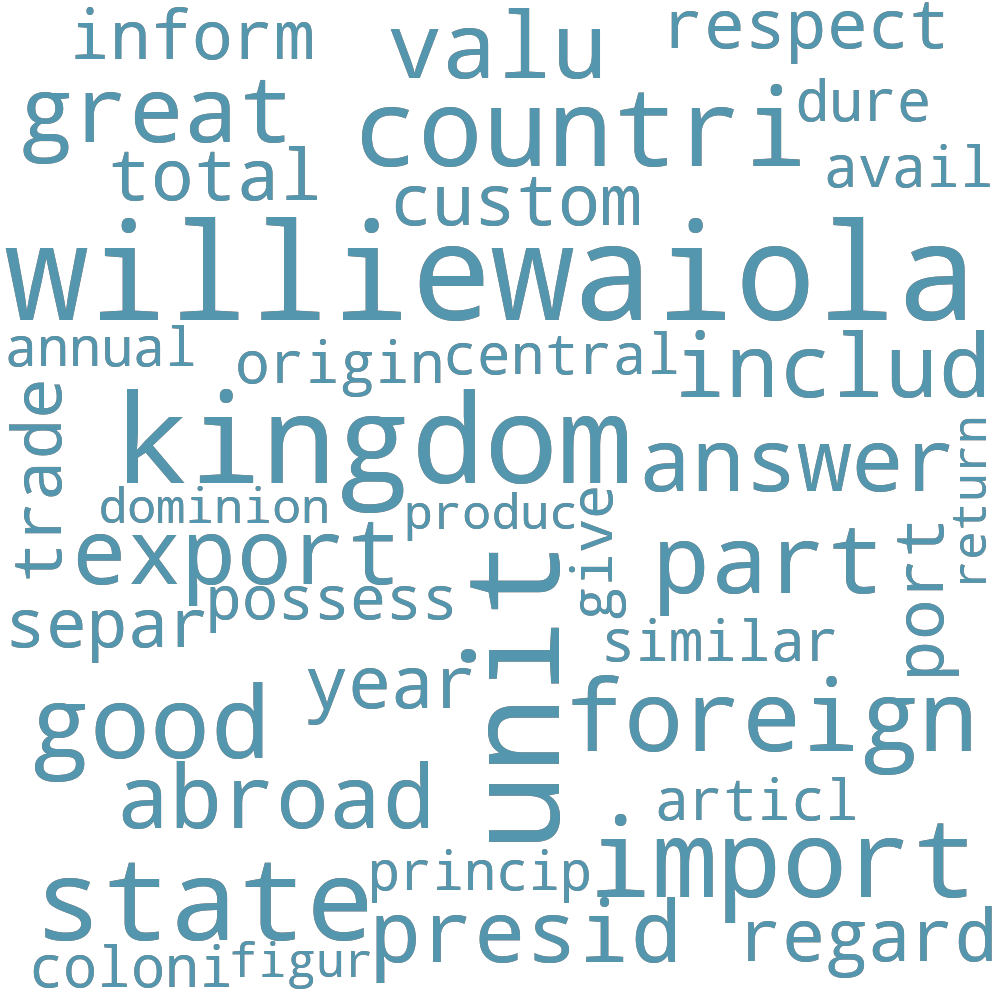 inform
valu
respect
great
countri
dure
total
custom
avail
williewaiola
annual
origin
central
includ
trade
kingdom
answer
return
dominion
produc
give
export
unit
part
port
separ
possess
similar
year
good
foreign
abroad
articl
import
state
princip
presid
regard
coloni
figur